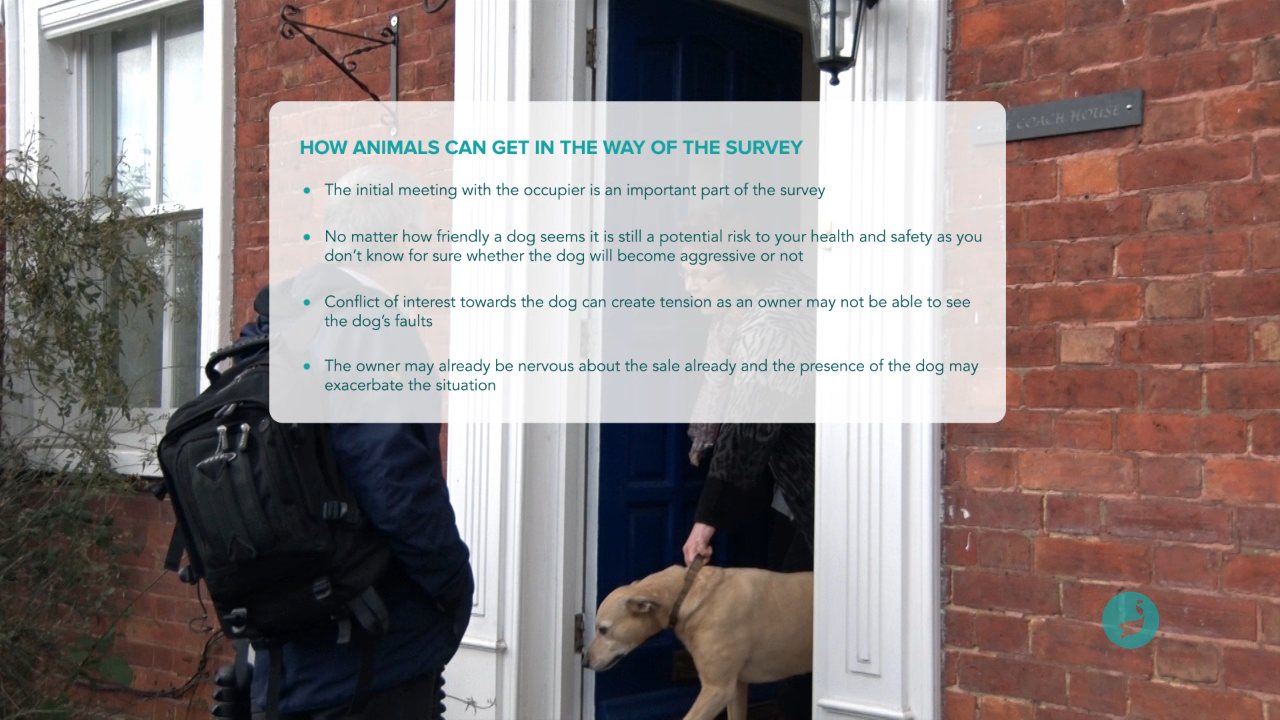 HOW ANIMALS CAN GET IN THE WAY OF THE SURVEY
• The initial meeting with the occupier is an important part of the survey
• No matter how friendly a dog seems it is still a potential risk to your health and safety as you
don’t know for sure whether the dog will become aggressive or not
• Conflict of interest towards the dog can create tension as an owner may not be able to see
the dog’s faults
• The owner may already be nervous about the sale already and the presence of the dog may
exacerbate the situation
COACH HOUSE